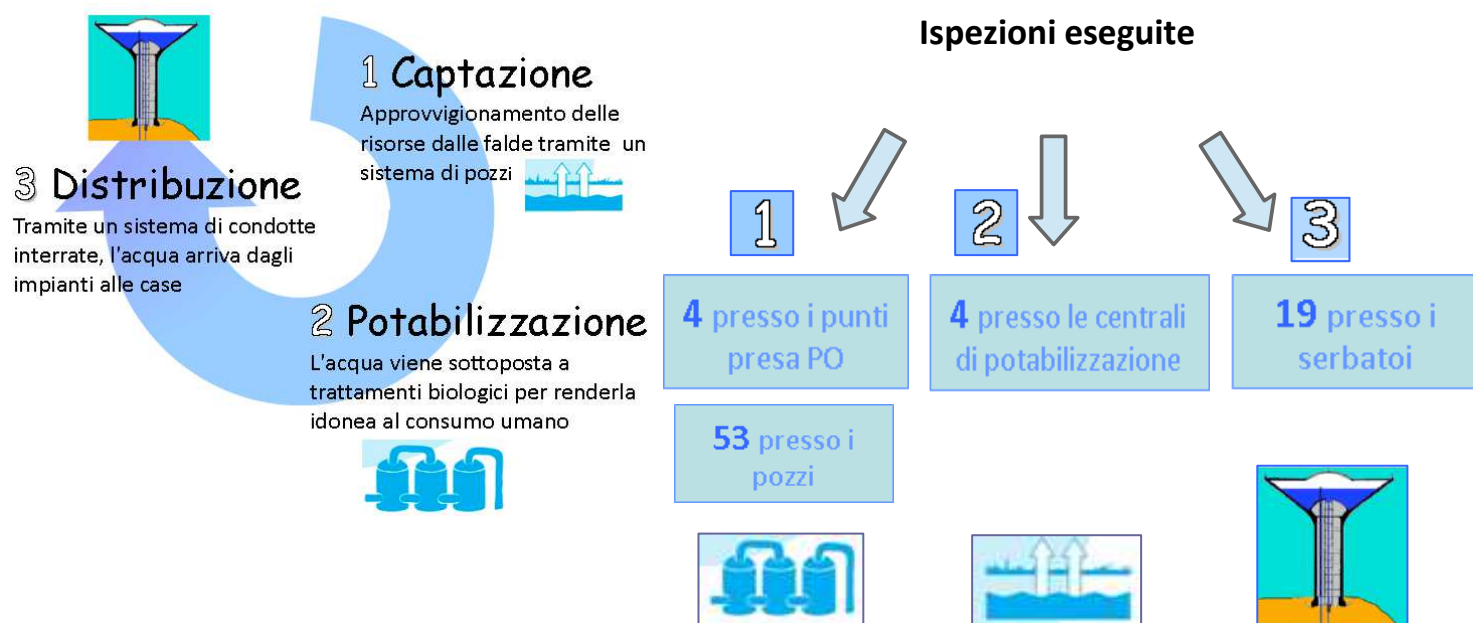 1 Captazione
Approvvigionamento delle
risorse dalle falde tramite un
sistema di pozzi
2 Potabilizzazione
L'acqua viene sottoposta a
trattamenti biologici per renderla
idonea al consumo umano
3 Distribuzione
Tramite un sistema di condotte
interrate, l'acqua arriva dagli
impianti alle case
Ispezioni eseguite
1
4 presso i punti
presa PO
53 presso i
pozzi
2
4 presso le centrali
di potabilizzazione
3
19 presso i
serbatoi